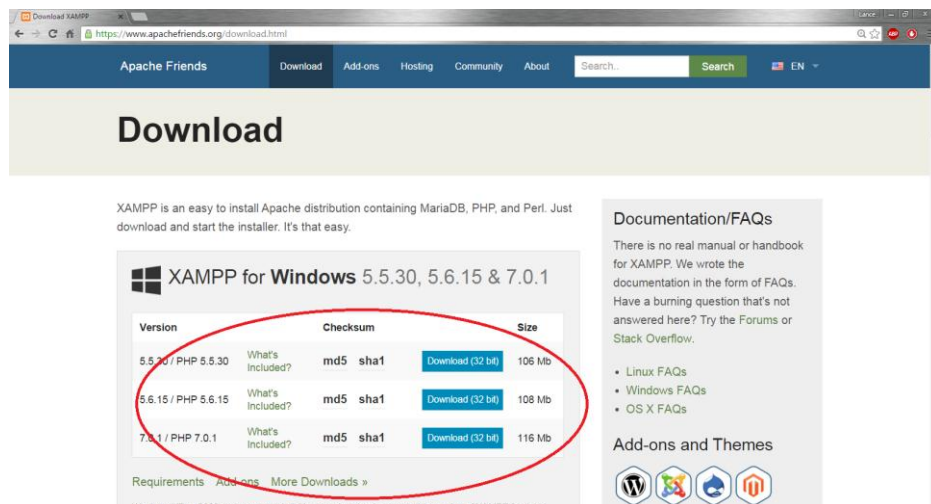 Download XAMPP
Lance
https://www.apachefriends.org/download.html
Apache Friends
Download Add-ons Hosting Community About Search.. Search EN
Download
XAMPP is an easy to install Apache distribution containing MariaDB, PHP, and Perl. Just
download and start the installer. It's that easy.
XAMPP for Windows 5.5.30, 5.6.15 & 7.0.1
Version Checksum Size
5.5.30 / PHP 5.5.30 What's Included? md5 sha1 Download (32 bit) 106 Mb
5.6.15 / PHP 5.6.15 What's Included? md5 sha1 Download (32 bit) 108 Mb
7.0.1 / PHP 7.0.1 What's Included? md5 sha1 Download (32 bit) 116 Mb
Requirements Add-ons More Downloads »
Documentation/FAQs
There is no real manual or handbook
for XAMPP. We wrote the
documentation in the form of FAQs.
Have a burning question that's not
answered here? Try the Forums or
Stack Overflow.
• Linux FAQs
• Windows FAQs
• OS X FAQs
Add-ons and Themes